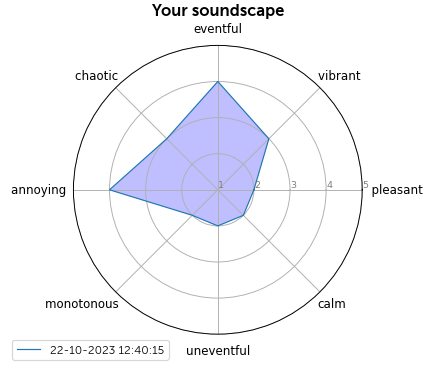 Your soundscape
eventful
chaotic
vibrant
annoying
1 2 3 4 5
pleasant
monotonous
calm
22-10-2023 12:40:15
uneventful